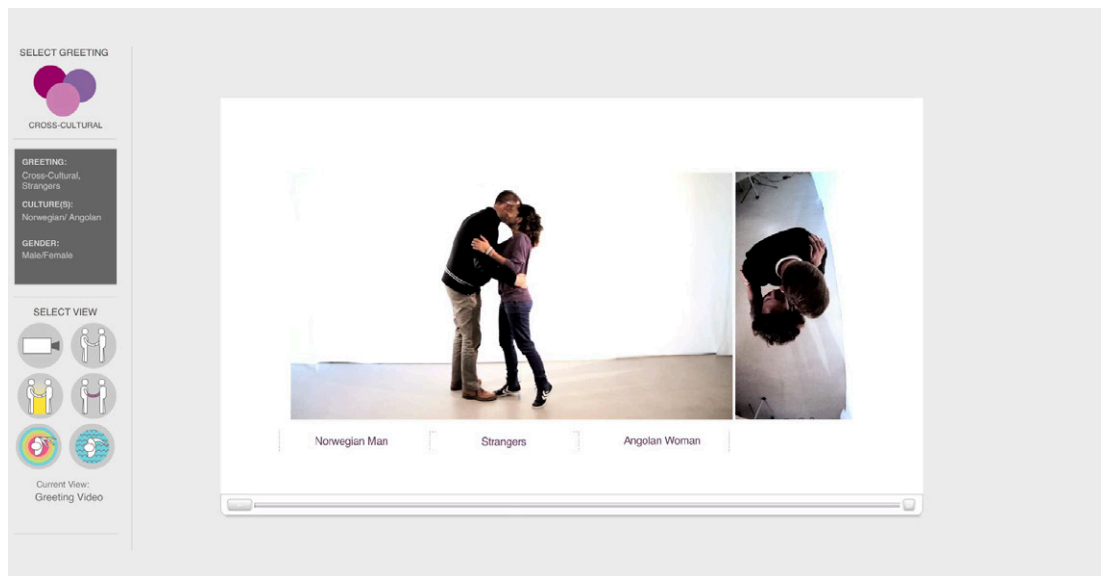 SELECT GREETING
CROSS-CULTURAL
GREETING:
Cross-Cultural,
Strangers
CULTURE(S):
Norwegian/ Angolan
GENDER:
Male/Female
SELECT VIEW
Current View:
Greeting Video
Norwegian Man
Strangers
Angolan Woman